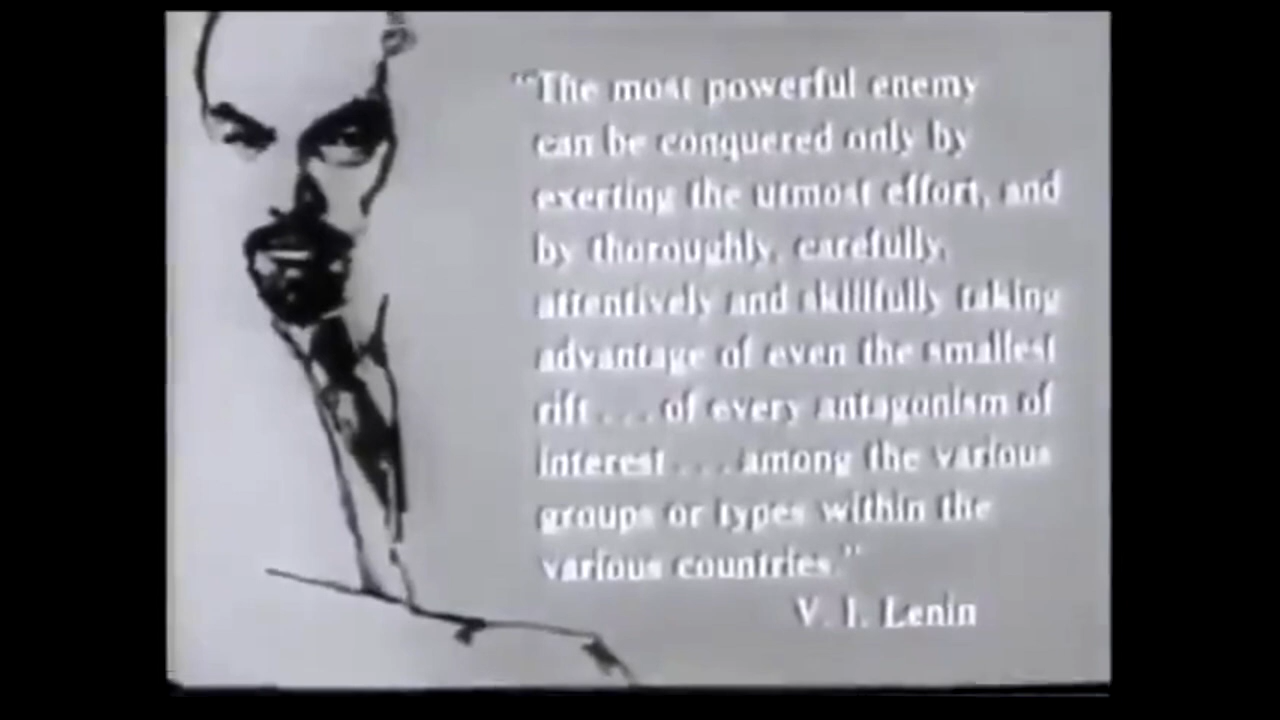 “The most powerful enemy
can be conquered only by
exerting the utmost effort, and
by thoroughly, carefully,
attentively and skillfully taking
advantage of even the smallest
rift . . . of every antagonism of
interest . . . among the various
groups or types within the
various countries.”
V. I. Lenin